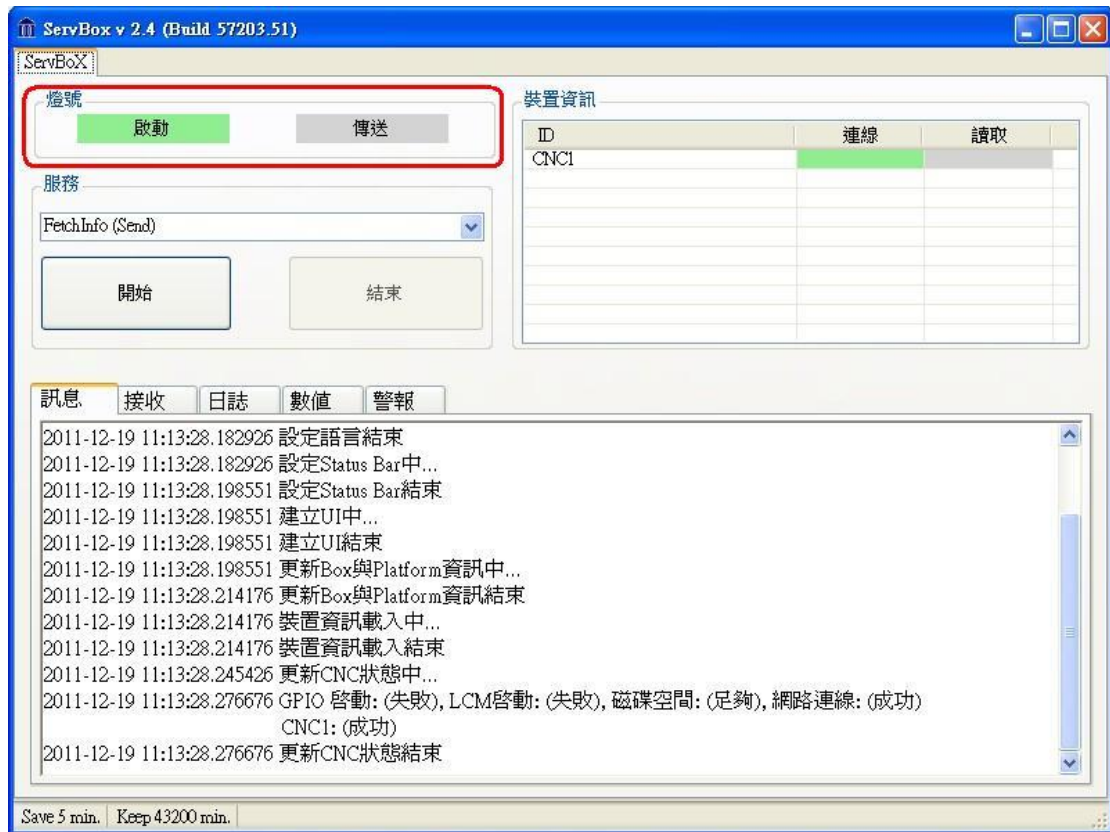 ServBox v 2.4 (Build 57203.51)
ServBoX
燈號
啟動 傳送
服務
FetchInfo (Send)
開始 結束
裝置資訊
ID 連線 讀取
CNC1
訊息 接收 日誌 數值 警報
2011-12-19 11:13:28.182926 設定語言結束
2011-12-19 11:13:28.182926 設定Status Bar中...
2011-12-19 11:13:28.198551 設定Status Bar結束
2011-12-19 11:13:28.198551 建立UI中...
2011-12-19 11:13:28.198551 建立UI結束
2011-12-19 11:13:28.198551 更新Box與Platform資訊中...
2011-12-19 11:13:28.214176 更新Box與Platform資訊結束
2011-12-19 11:13:28.214176 裝置資訊載入中...
2011-12-19 11:13:28.214176 裝置資訊載入結束
2011-12-19 11:13:28.245426 更新CNC狀態中...
2011-12-19 11:13:28.276676 GPIO 啓動: (失敗), LCM啓動: (失敗), 磁碟空間: (足夠), 網路連線: (成功)
CNC1: (成功)
2011-12-19 11:13:28.276676 更新CNC狀態結束
Save 5 min. Keep 43200 min.